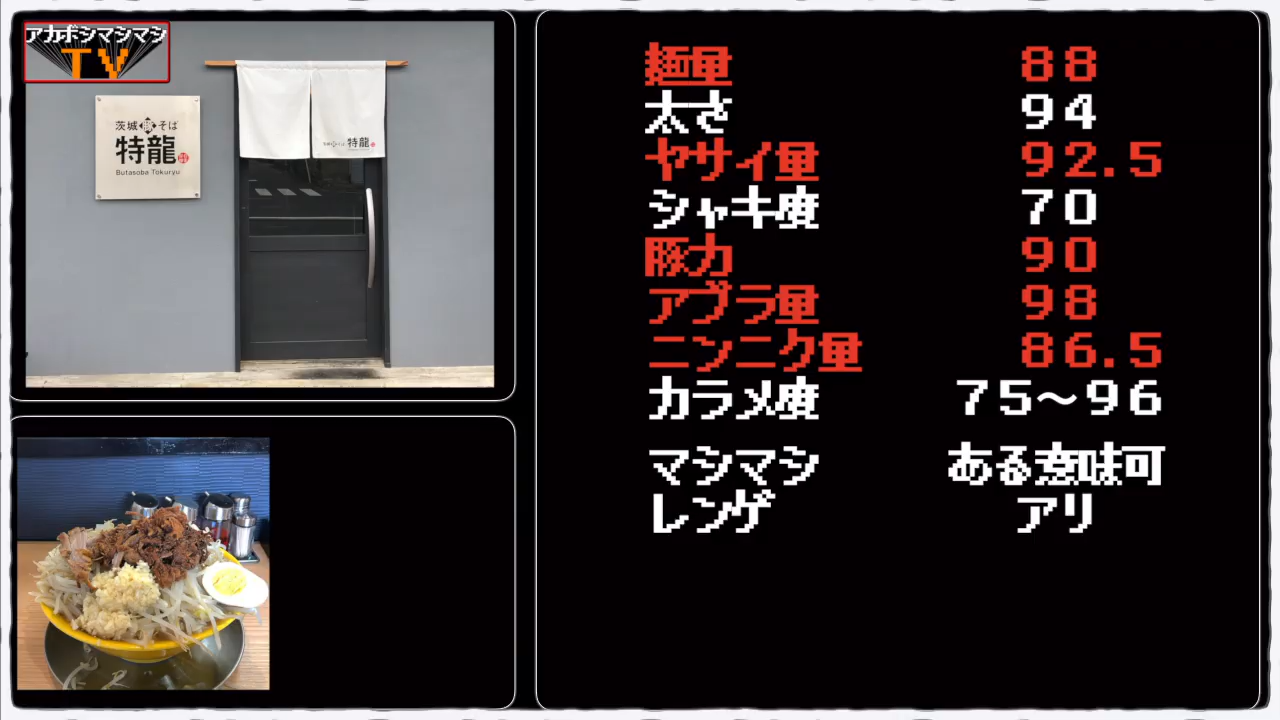 アカボシマシマシ
TV
茨城豚そば
特龍
Butasoba Tokuryu
特龍
麺量 88
太さ 94
ヤサイ量 92.5
シャキ度 70
豚力 90
アブラ量 98
ニンニク量 86.5
カラメ度 75～96
マシマシ ある意味可
レンゲ アリ